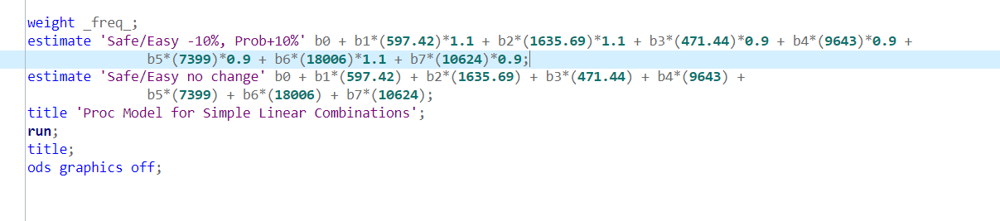 weight _freq_;
estimate 'Safe/Easy -10%, Prob+10%' b0 + b1*(597.42)*1.1 + b2*(1635.69)*1.1 + b3*(471.44)*0.9 + b4*(9643)*0.9 +
b5*(7399)*0.9 + b6*(18006)*1.1 + b7*(10624)*0.9;
estimate 'Safe/Easy no change' b0 + b1*(597.42) + b2*(1635.69) + b3*(471.44) + b4*(9643) +
b5*(7399) + b6*(18006) + b7*(10624);
title 'Proc Model for Simple Linear Combinations';
run;
title;
ods graphics off;